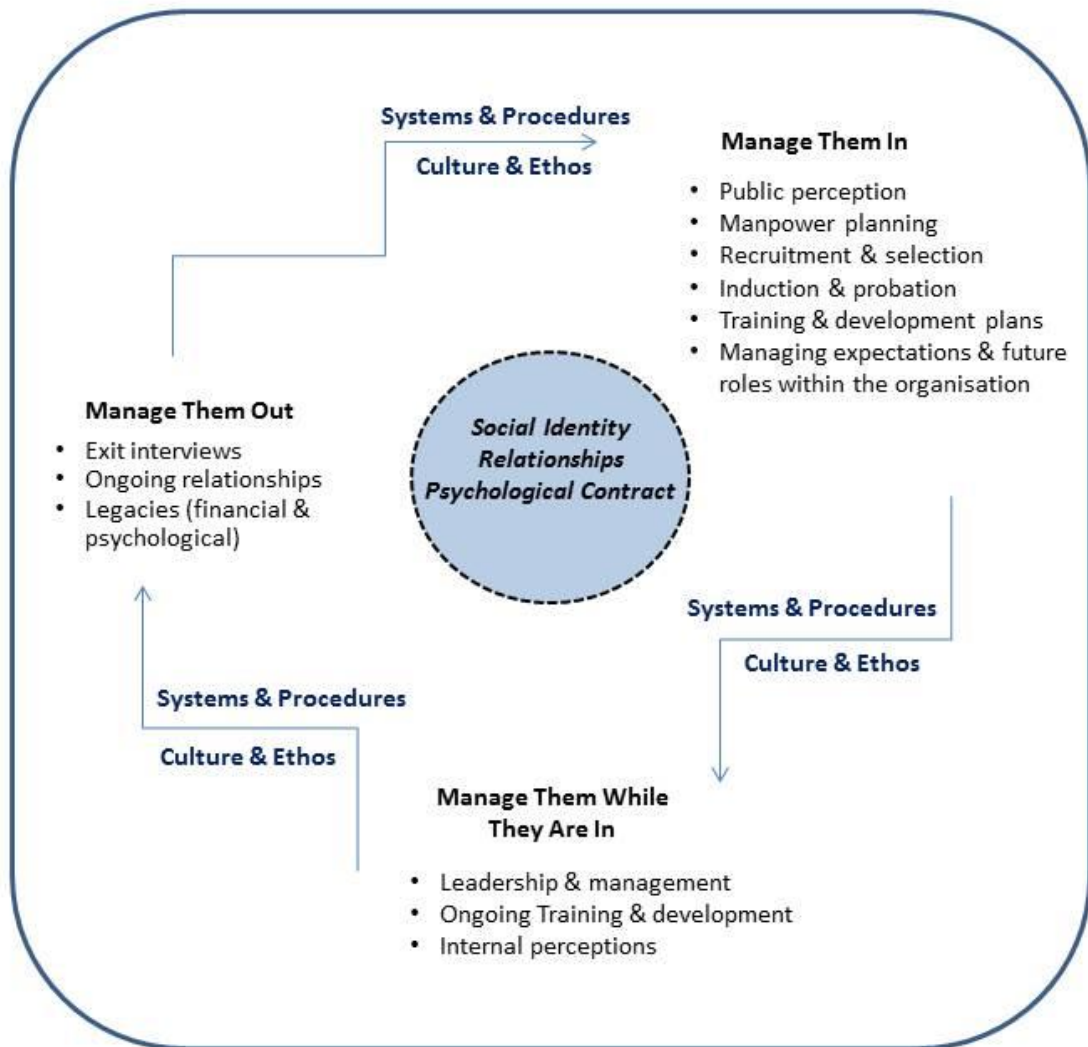 Systems & Procedures
Culture & Ethos
Manage Them In
• Public perception
• Manpower planning
• Recruitment & selection
• Induction & probation
• Training & development plans
• Managing expectations & future
roles within the organisation
Manage Them Out
• Exit interviews
• Ongoing relationships
• Legacies (financial &
psychological)
Social Identity
Relationships
Psychological Contract
Systems & Procedures
Culture & Ethos
Systems & Procedures
Culture & Ethos
Manage Them While
They Are In
• Leadership & management
• Ongoing Training & development
• Internal perceptions